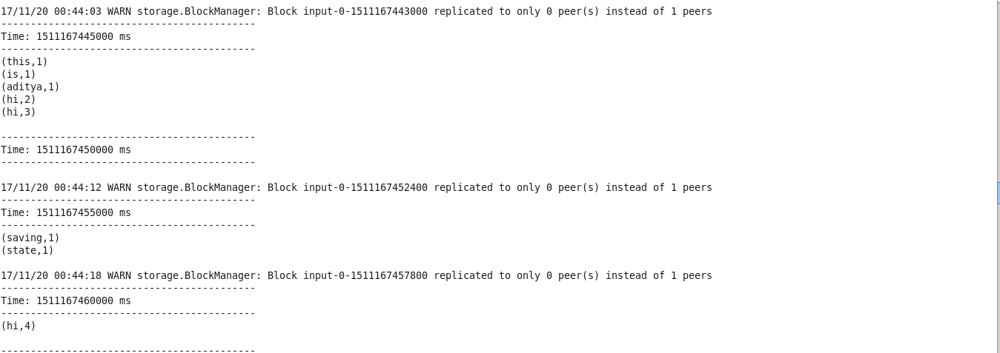 17/11/20 00:44:03 WARN storage.BlockManager: Block input-0-1511167443000 replicated to only 0 peer(s) instead of 1 peers
-------------------------------------------
Time: 1511167445000 ms
-------------------------------------------
(this,1)
(is,1)
(aditya,1)
(hi,2)
(hi,3)
-------------------------------------------
Time: 1511167450000 ms
-------------------------------------------
17/11/20 00:44:12 WARN storage.BlockManager: Block input-0-1511167452400 replicated to only 0 peer(s) instead of 1 peers
-------------------------------------------
Time: 1511167455000 ms
-------------------------------------------
(saving,1)
(state,1)
17/11/20 00:44:18 WARN storage.BlockManager: Block input-0-1511167457800 replicated to only 0 peer(s) instead of 1 peers
-------------------------------------------
Time: 1511167460000 ms
-------------------------------------------
(hi,4)
-------------------------------------------